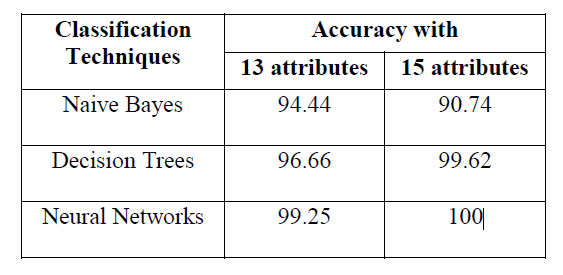 Classification Techniques
Accuracy with
13 attributes 15 attributes
Naive Bayes 94.44 90.74
Decision Trees 96.66 99.62
Neural Networks 99.25 100